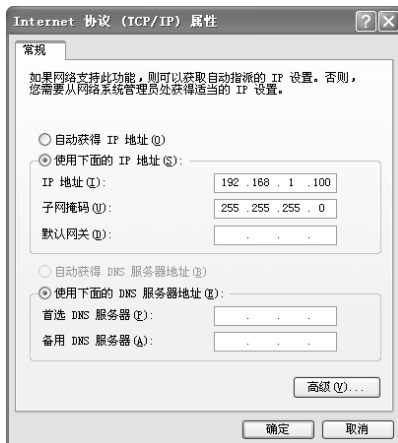 Internet 协议 (TCP/IP) 属性
常规
如果网络支持此功能，则可以获取自动指派的 IP 设置。否则，
您需要从网络系统管理员处获得适当的 IP 设置。
自动获得 IP 地址(O)
使用下面的 IP 地址(S):
IP 地址(I): 192 .168 . 1 .100
子网掩码(U): 255 .255 .255 . 0
默认网关(D): . . .
自动获得 DNS 服务器地址(B)
使用下面的 DNS 服务器地址(E):
首选 DNS 服务器(P): . . .
备用 DNS 服务器(A): . . .
高级(V)...
确定 取消